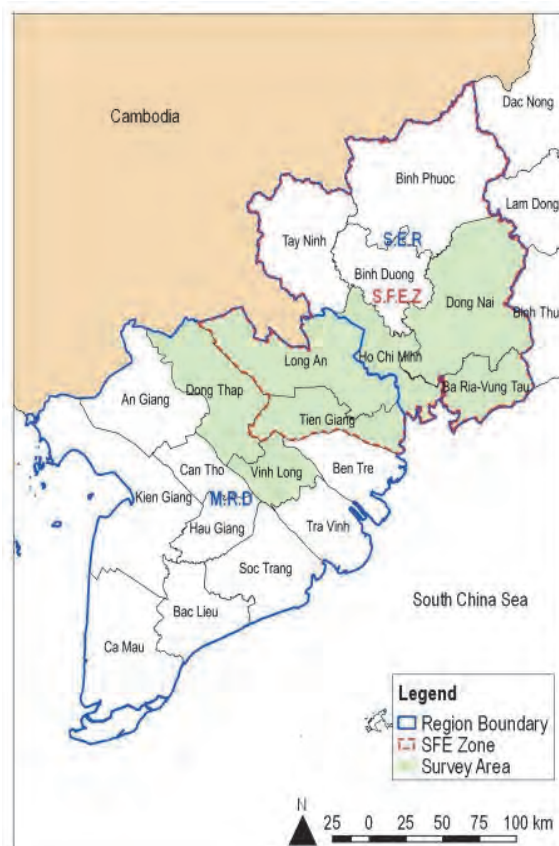 Cambodia
Dac Nong
Binh Phuoc
Lam Dong
S.E.R
Tay Ninh
Binh Duong
S.F.E.Z
Dong Nai
Binh Thu
Ho Chi Minh
Long An
Ba Ria-Vung Tau
Dong Thap
An Giang
Tien Giang
Can Tho
Vinh Long
Ben Tre
Kien Giang
M.R.D
Hau Giang
Tra Vinh
Soc Trang
South China Sea
Bac Lieu
Ca Mau
Legend
Region Boundary
SFE Zone
Survey Area
N
25 0 25 50 75 100 km